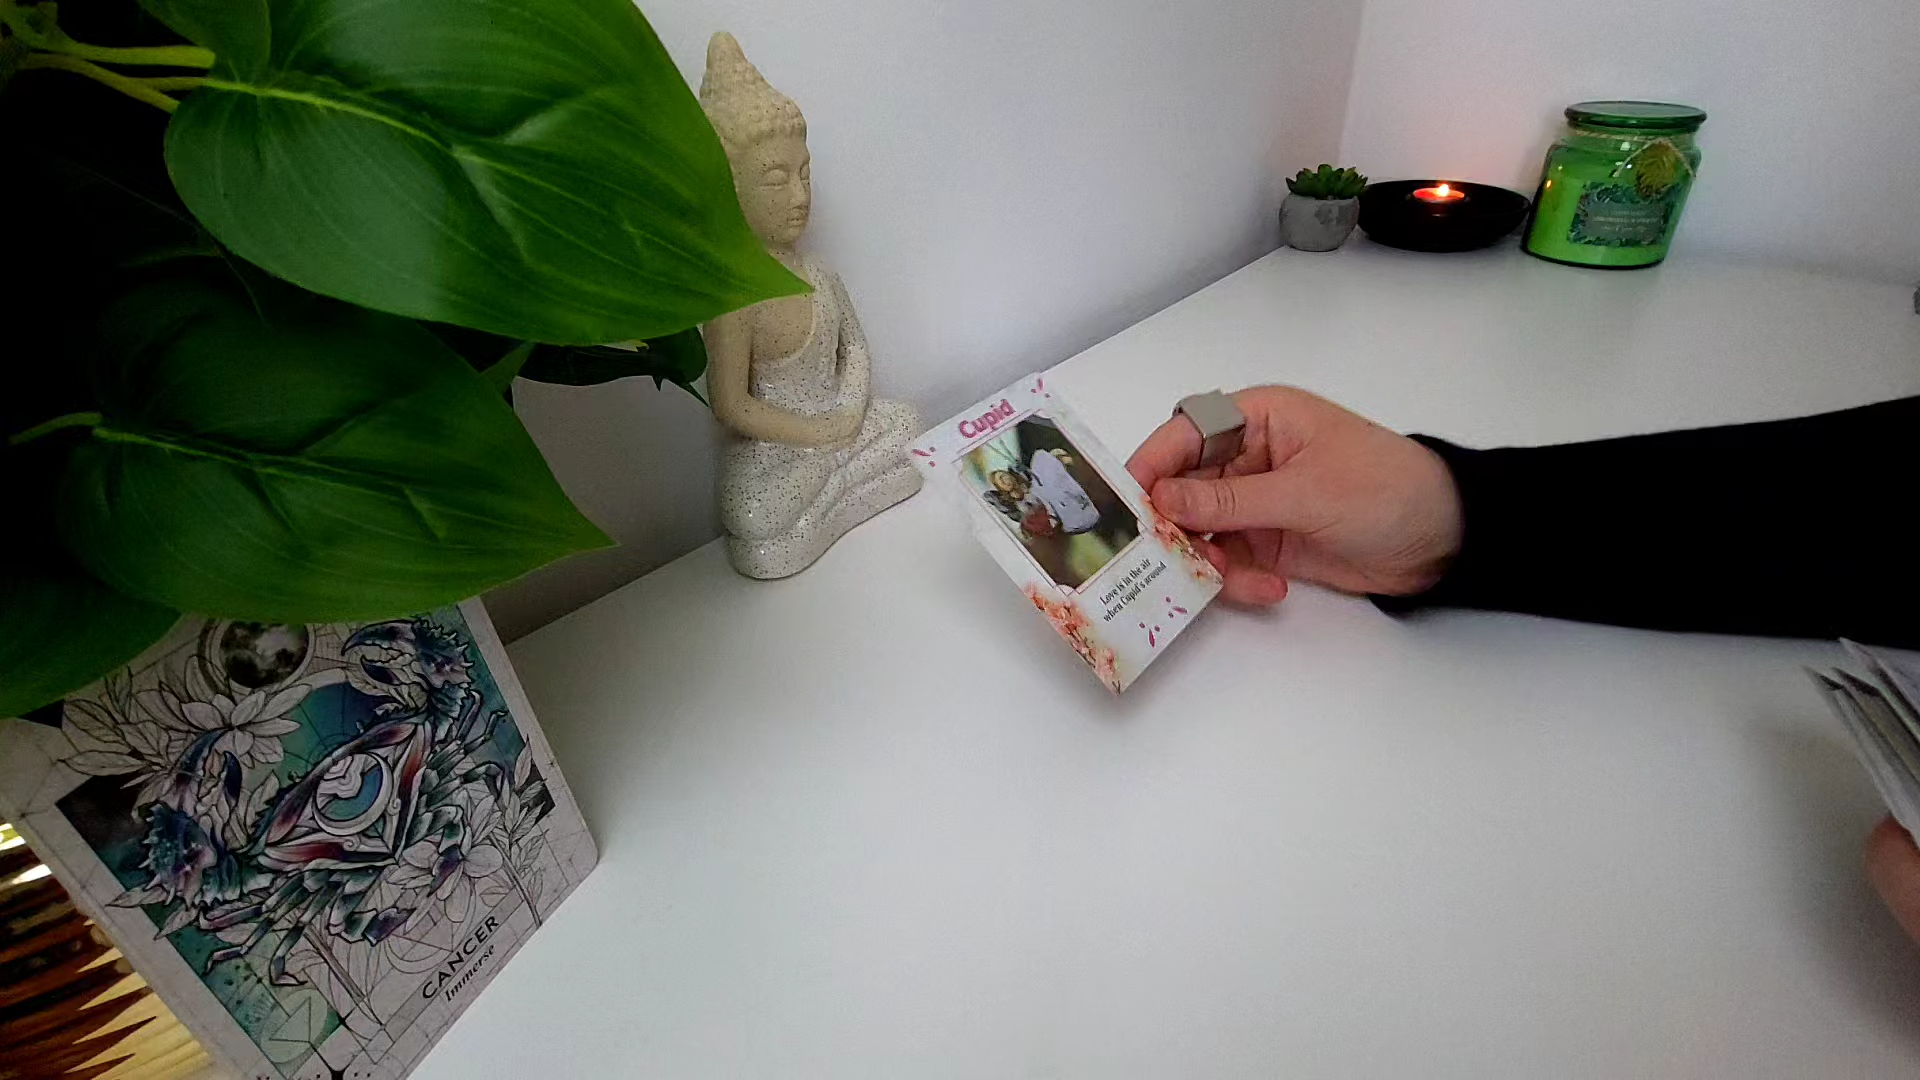 Cupid
Love is in the air
when Cupid's around
CANCER
Immerse